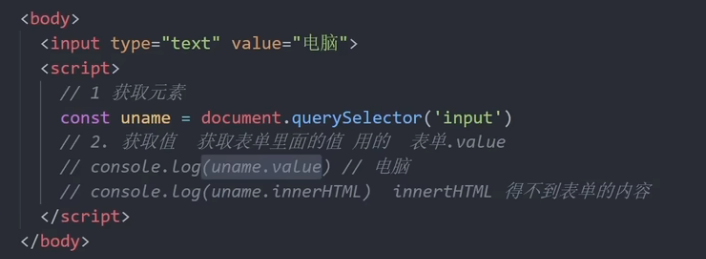 <body>
<input type="text" value="电脑">
<script>
// 1 获取元素
const uname = document.querySelector('input')
// 2. 获取值 获取表单里面的值 用的 表单.value
// console.log(uname.value) // 电脑
// console.log(uname.innerHTML) innertHTML 得不到表单的内容
</script>
</body>